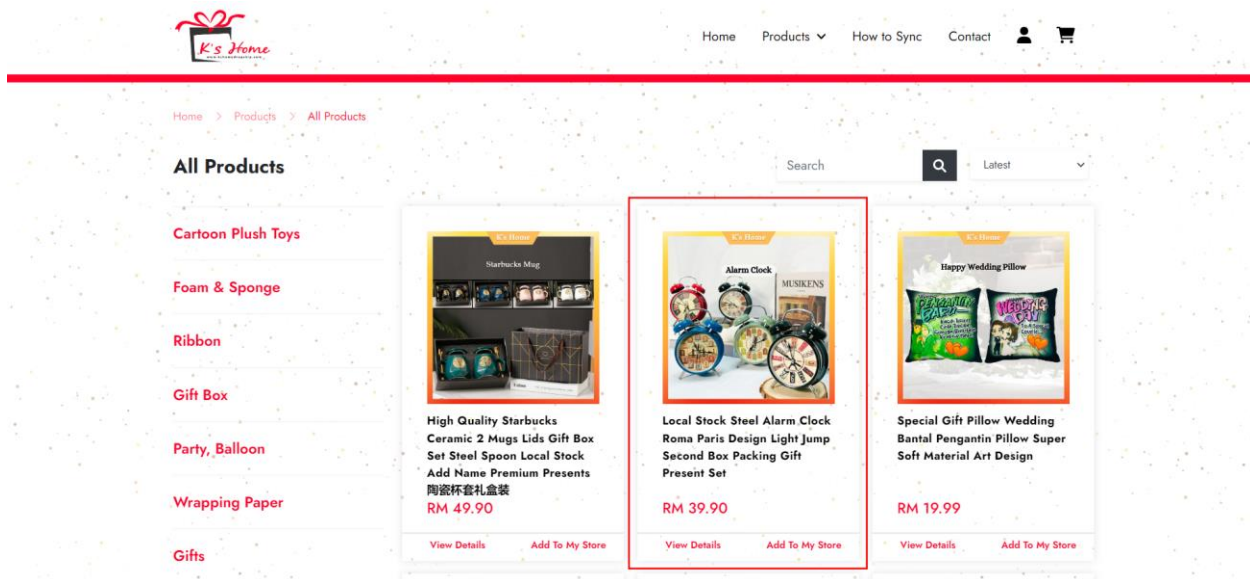 K's Home
Home
Products
How to Sync
Contact
Home > Products > All Products
All Products
Search
Latest
Cartoon Plush Toys
Foam & Sponge
Ribbon
Gift Box
Party, Balloon
Wrapping Paper
Gifts
K's Home
Starbucks Mug
High Quality Starbucks
Ceramic 2 Mugs Lids Gift Box
Set Steel Spoon Local Stock
Add Name Premium Presents
陶瓷杯套礼盒装
RM 49.90
View Details
Add To My Store
K's Home
Alarm Clock
MUSIKENS
Local Stock Steel Alarm Clock
Roma Paris Design Light Jump
Second Box Packing Gift
Present Set
RM 39.90
View Details
Add To My Store
K's Home
Happy Wedding Pillow
PENGANTIN
BARU
WEDDING
DAY
Special Gift Pillow Wedding
Bantal Pengantin Pillow Super
Soft Material Art Design
RM 19.99
View Details
Add To My Store